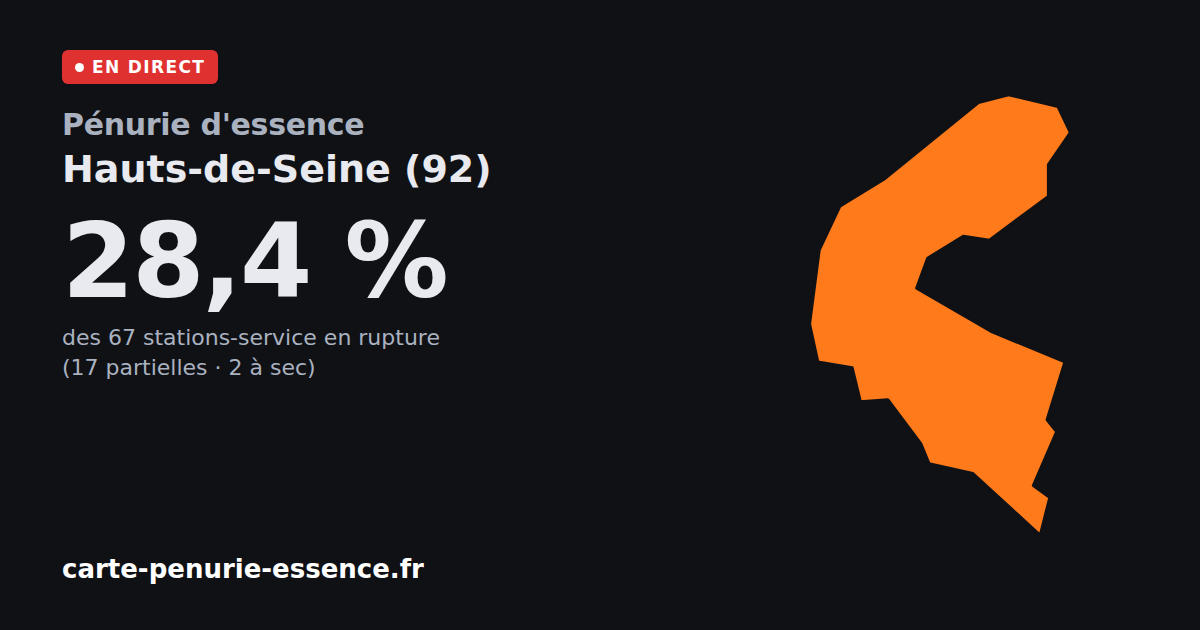 EN DIRECT
Pénurie d'essence
Hauts-de-Seine (92)
28,4 %
des 67 stations-service en rupture
(17 partielles · 2 à sec)
carte-penurie-essence.fr